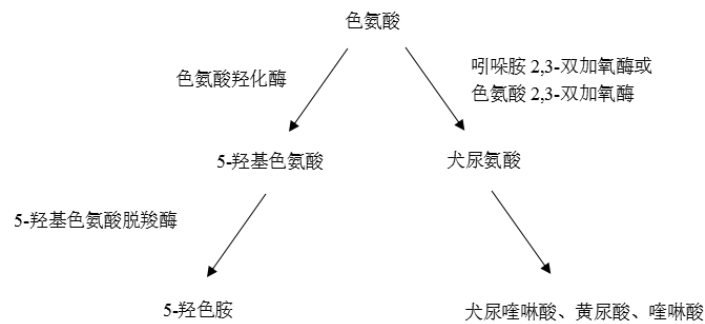 色氨酸
色氨酸羟化酶
吲哚胺 2,3-双加氧酶或
色氨酸 2,3-双加氧酶
5-羟基色氨酸
犬尿氨酸
5-羟基色氨酸脱羧酶
5-羟色胺
犬尿喹啉酸、黄尿酸、喹啉酸